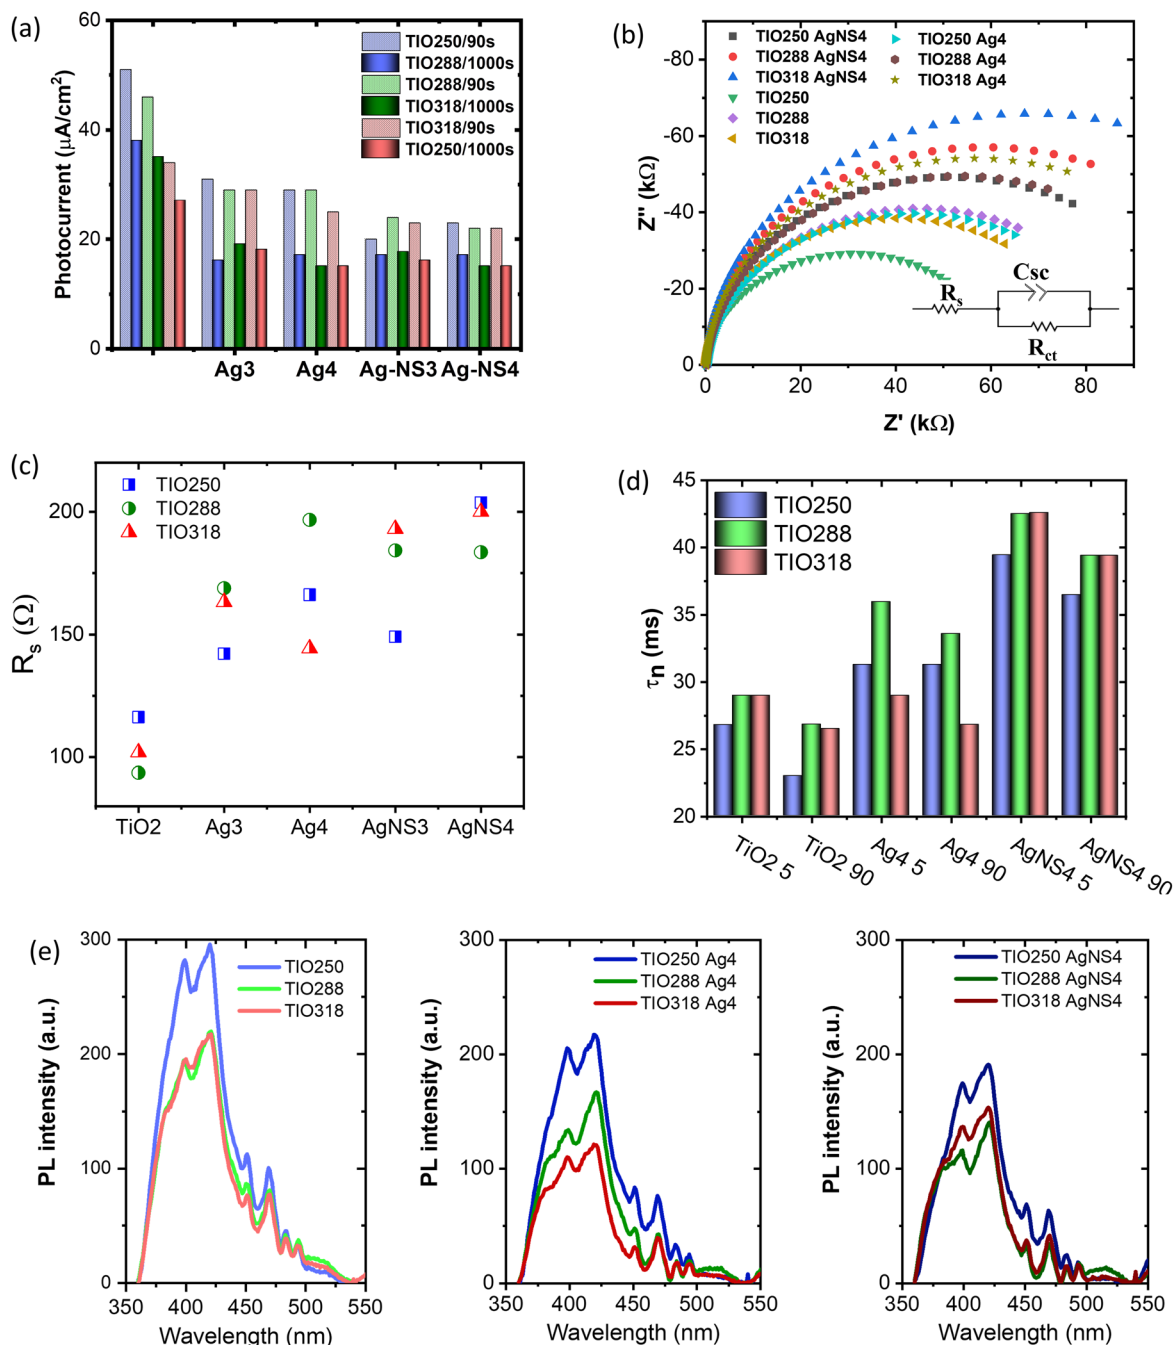 (a)
60
40
20
0
Photocurrent (μA/cm²)
TIO250/90s
TIO288/1000s
TIO288/90s
TIO318/1000s
TIO318/90s
TIO250/1000s
Ag3 Ag4 Ag-NS3 Ag-NS4
(b)
-80
-60
-40
-20
0
Z'' (kΩ)
TIO250 AgNS4
TIO288 AgNS4
TIO318 AgNS4
TIO250
TIO288
TIO318
TIO250 Ag4
TIO288 Ag4
TIO318 Ag4
Csc
Rs
Rct
0 20 40 60 80
Z' (kΩ)
(c)
200
150
100
Rs (Ω)
TIO250
TIO288
TIO318
TiO2 Ag3 Ag4 AgNS3 AgNS4
(d)
45
40
35
30
25
20
τn (ms)
TIO250
TIO288
TIO318
TiO2 5 TiO2 90 Ag4 5 Ag4 90 AgNS4 5 AgNS4 90
(e)
300
200
100
0
PL intensity (a.u.)
TIO250
TIO288
TIO318
350 400 450 500 550
Wavelength (nm)
300
200
100
0
PL intensity (a.u.)
TIO250 Ag4
TIO288 Ag4
TIO318 Ag4
350 400 450 500 550
Wavelength (nm)
300
200
100
0
PL intensity (a.u.)
TIO250 AgNS4
TIO288 AgNS4
TIO318 AgNS4
350 400 450 500 550
Wavelength (nm)